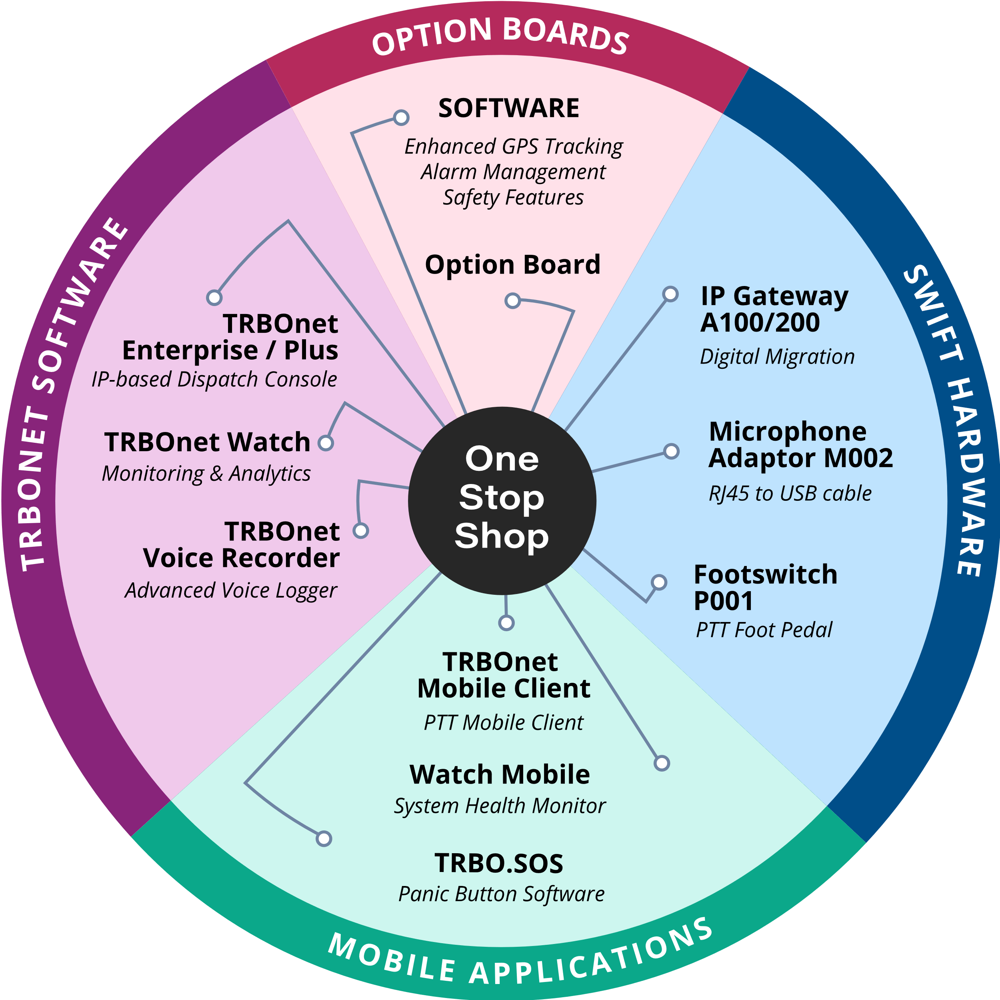 OPTION BOARDS
SOFTWARE
Enhanced GPS Tracking
Alarm Management
Safety Features
Option Board
SWIFT HARDWARE
IP Gateway
A100/200
Digital Migration
Microphone
Adaptor M002
RJ45 to USB cable
Footswitch
P001
PTT Foot Pedal
TRBONET SOFTWARE
TRBOnet
Enterprise / Plus
IP-based Dispatch Console
TRBOnet Watch
Monitoring & Analytics
TRBOnet
Voice Recorder
Advanced Voice Logger
One
Stop
Shop
TRBOnet
Mobile Client
PTT Mobile Client
Watch Mobile
System Health Monitor
TRBO.SOS
Panic Button Software
MOBILE APPLICATIONS